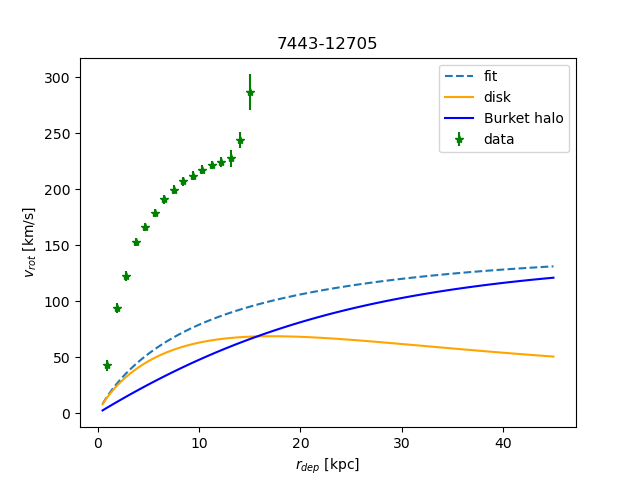 7443-12705
300
250
200
150
100
50
0
v_rot [km/s]
fit
disk
Burket halo
data
0 10 20 30 40
r_dep [kpc]